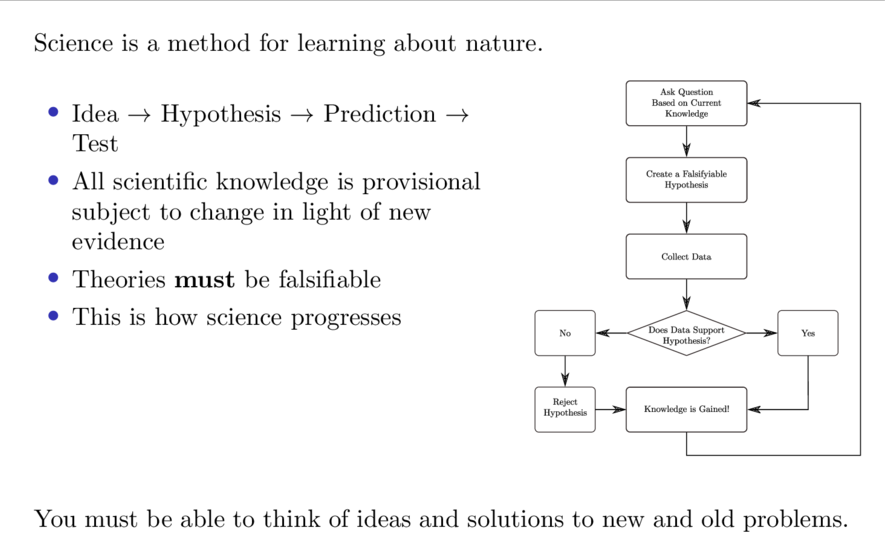 Science is a method for learning about nature.
• Idea → Hypothesis → Prediction →
Test
• All scientific knowledge is provisional
subject to change in light of new
evidence
• Theories must be falsifiable
• This is how science progresses
Ask Question
Based on Current
Knowledge
Create a Falsifyiable
Hypothesis
Collect Data
Does Data Support
Hypothesis?
No
Yes
Reject
Hypothesis
Knowledge is Gained!
You must be able to think of ideas and solutions to new and old problems.